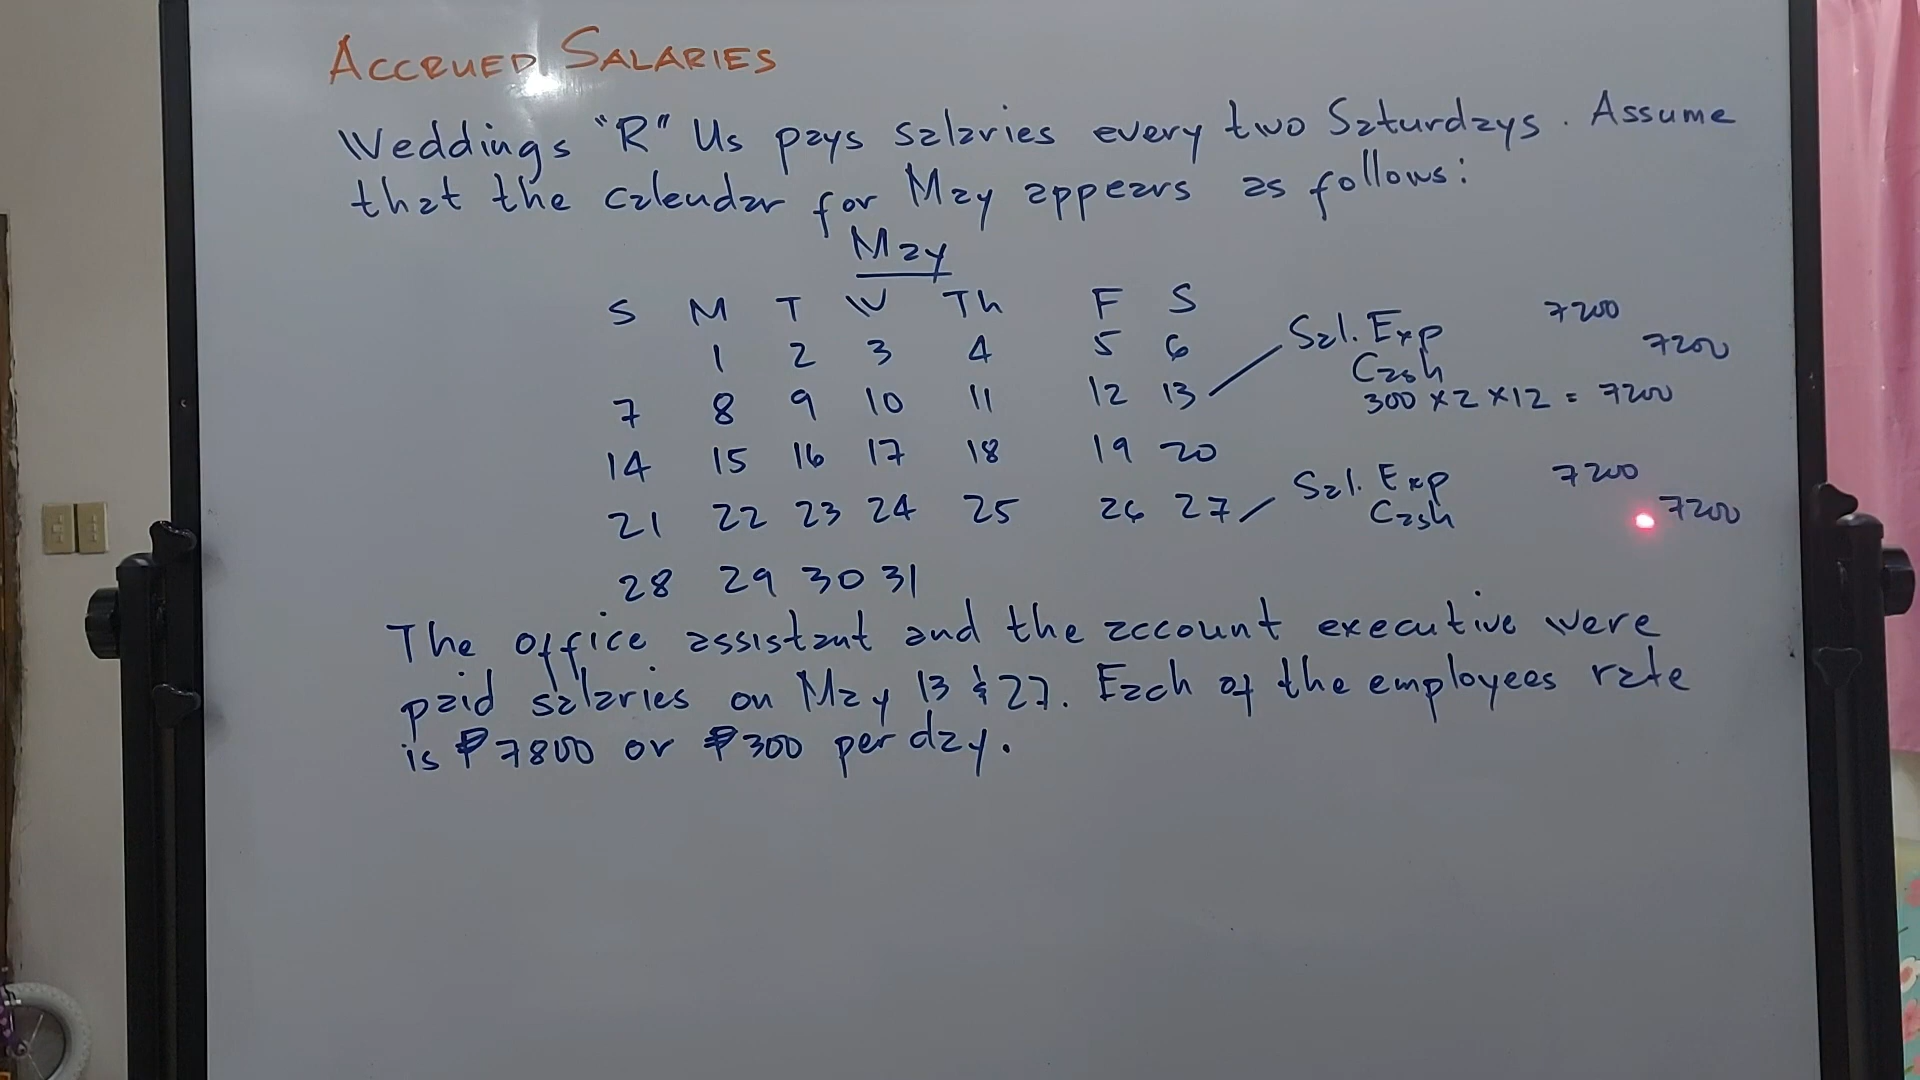 ACCRUED SALARIES
Weddings "R" Us pays salaries every two Saturdays. Assume
that the calendar for May appears as follows:
May
S M T W Th F S
1 2 3 4 5 6
7 8 9 10 11 12 13
14 15 16 17 18 19 20
21 22 23 24 25 26 27
28 29 30 31
Sal. Exp 7200
Cash 7200
300 x 2 x 12 = 7200
Sal. Exp 7200
Cash 7200
The office assistant and the account executive were
paid salaries on May 13 & 27. Each of the employees rate
is ₱7800 or ₱300 per day.